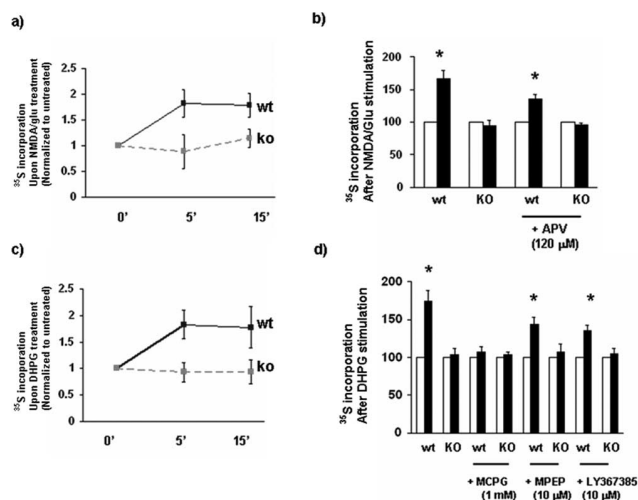 a)
35S incorporation
Upon NMDA/glu treatment
(Normalized to untreated)
2.5
2
1.5
1
0.5
0
wt
ko
0’ 5’ 15’
b)
35S incorporation
After NMDA/Glu stimulation
200
150
100
50
0
* *
wt KO wt KO
+ APV
(120 µM)
c)
35S incoporation
Upon DHPG treatment
(Normalized to untreated)
2.5
2
1.5
1
0.5
0
wt
ko
0’ 5’ 15’
d)
35S incorporation
After DHPG stimulation
200
150
100
50
0
* * *
wt KO wt KO wt KO wt KO
+ MCPG + MPEP + LY367385
(1 mM) (10 µM) (10 µM)